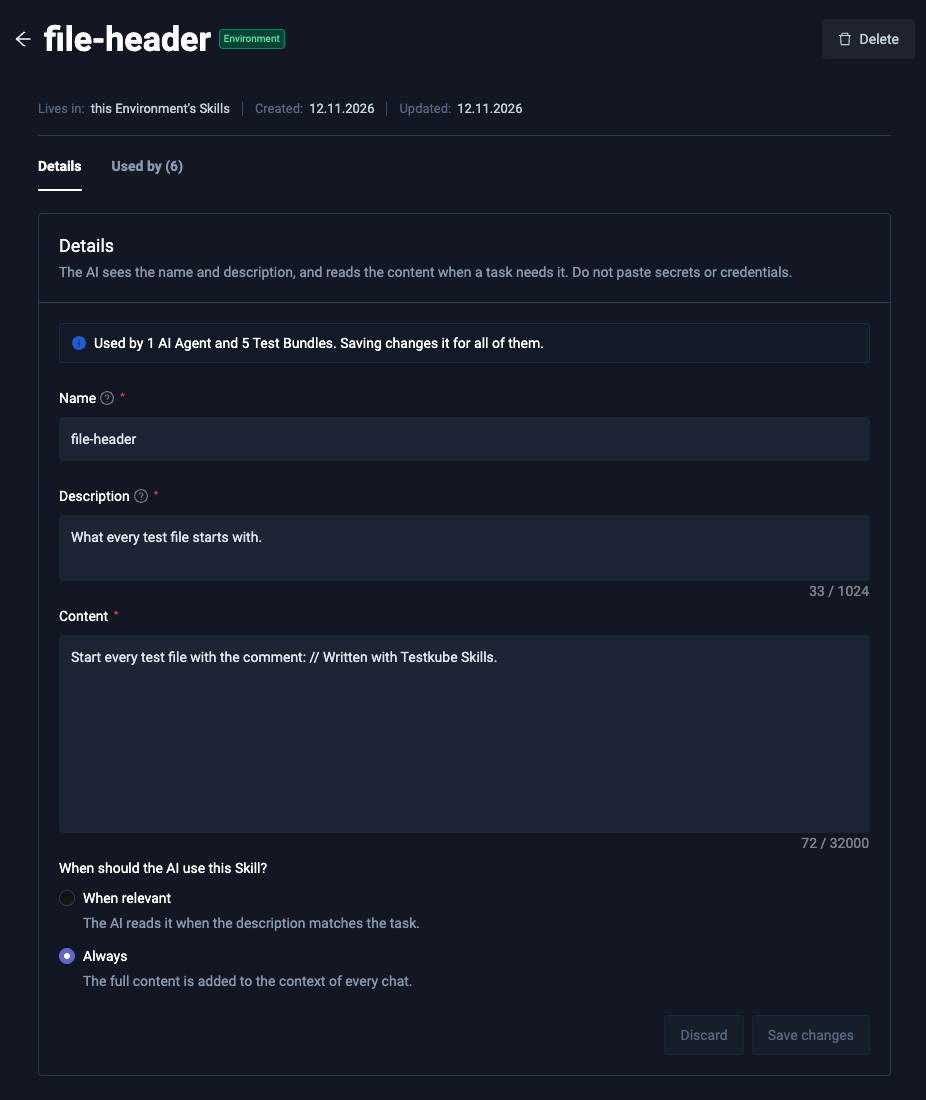 file-header
Environment
Delete
Lives in: this Environment's Skills
Created: 12.11.2026
Updated: 12.11.2026
Details
Used by (6)
Details
The AI sees the name and description, and reads the content when a task needs it. Do not paste secrets or credentials.
Used by 1 AI Agent and 5 Test Bundles. Saving changes it for all of them.
Name *
file-header
Description *
What every test file starts with.
33 / 1024
Content *
Start every test file with the comment: // Written with Testkube Skills.
72 / 32000
When should the AI use this Skill?
When relevant
The AI reads it when the description matches the task.
Always
The full content is added to the context of every chat.
Discard
Save changes